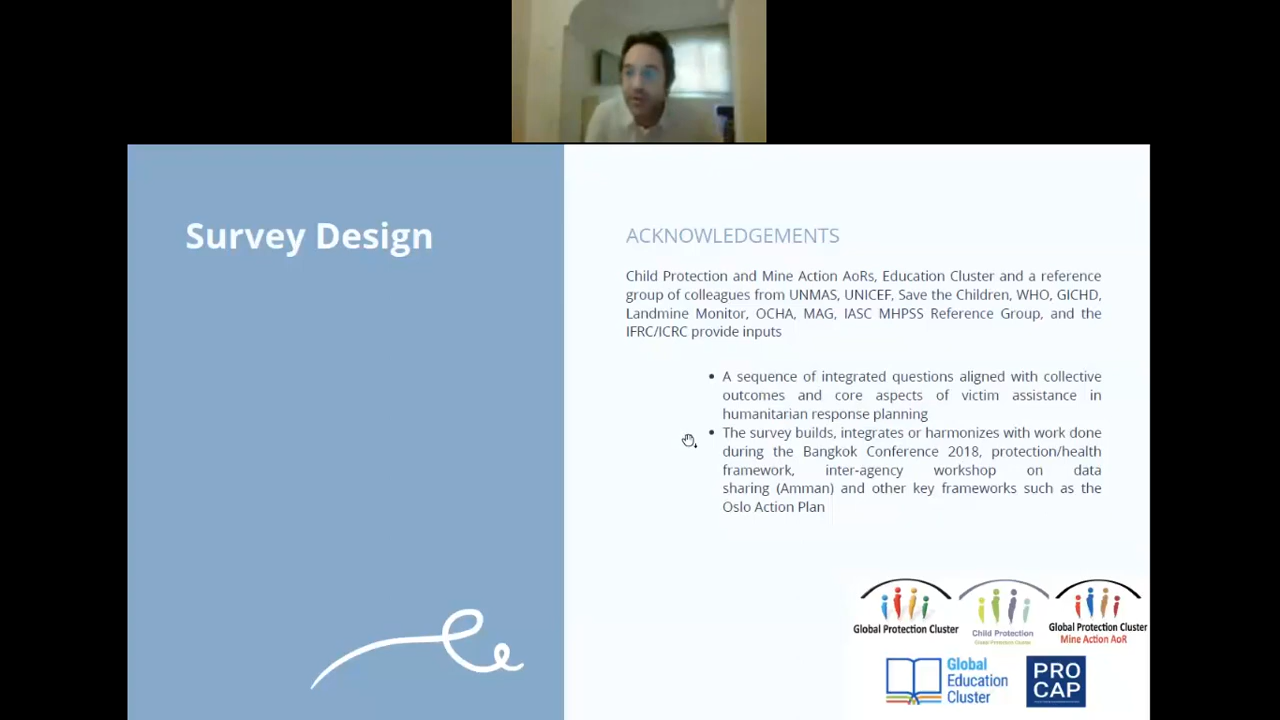 Survey Design
ACKNOWLEDGEMENTS
Child Protection and Mine Action AoRs, Education Cluster and a reference
group of colleagues from UNMAS, UNICEF, Save the Children, WHO, GICHD,
Landmine Monitor, OCHA, MAG, IASC MHPSS Reference Group, and the
IFRC/ICRC provide inputs
• A sequence of integrated questions aligned with collective
outcomes and core aspects of victim assistance in
humanitarian response planning
• The survey builds, integrates or harmonizes with work done
during the Bangkok Conference 2018, protection/health
framework, inter-agency workshop on data
sharing (Amman) and other key frameworks such as the
Oslo Action Plan
Global Protection Cluster
Child Protection
Global Protection Cluster
Global Protection Cluster
Mine Action AoR
Global
Education
Cluster
PRO
CAP